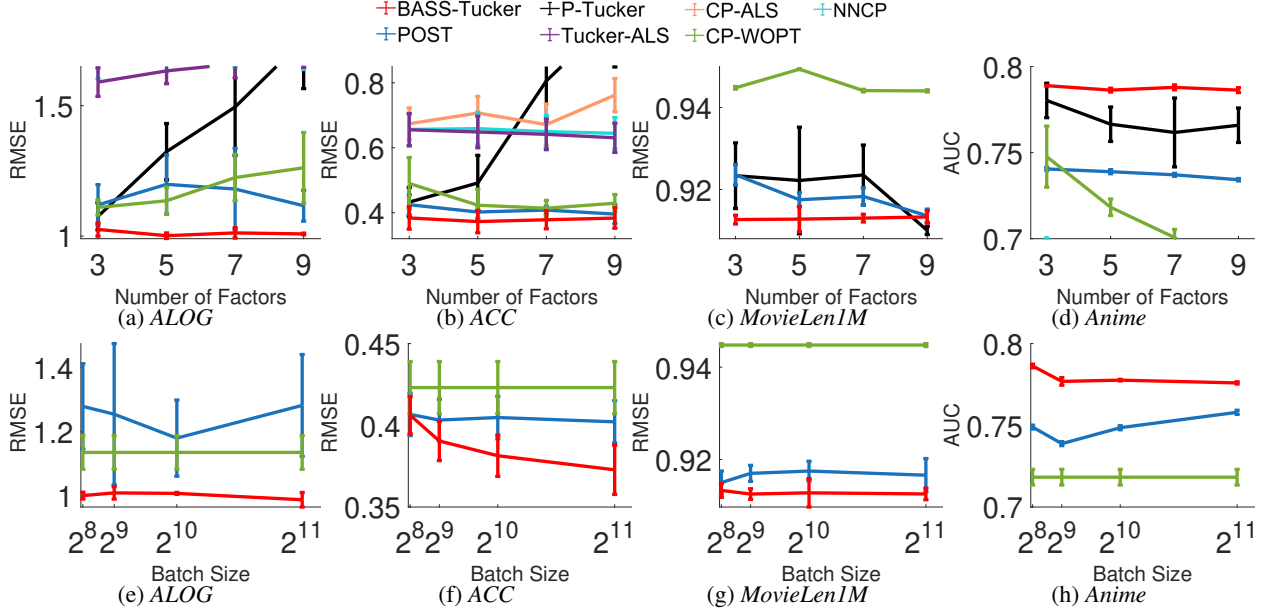 BASS-Tucker P-Tucker CP-ALS NNCP
POST Tucker-ALS CP-WOPT
RMSE
1.5
1
3 5 7 9
Number of Factors
(a) ALOG
RMSE
0.8
0.6
0.4
3 5 7 9
Number of Factors
(b) ACC
RMSE
0.94
0.92
3 5 7 9
Number of Factors
(c) MovieLen1M
AUC
0.8
0.75
0.7
3 5 7 9
Number of Factors
(d) Anime
RMSE
1.4
1.2
1
2^8 2^9 2^10 2^11
Batch Size
(e) ALOG
RMSE
0.45
0.4
0.35
2^8 2^9 2^10 2^11
Batch Size
(f) ACC
RMSE
0.94
0.92
2^8 2^9 2^10 2^11
Batch Size
(g) MovieLen1M
AUC
0.8
0.75
0.7
2^8 2^9 2^10 2^11
Batch Size
(h) Anime